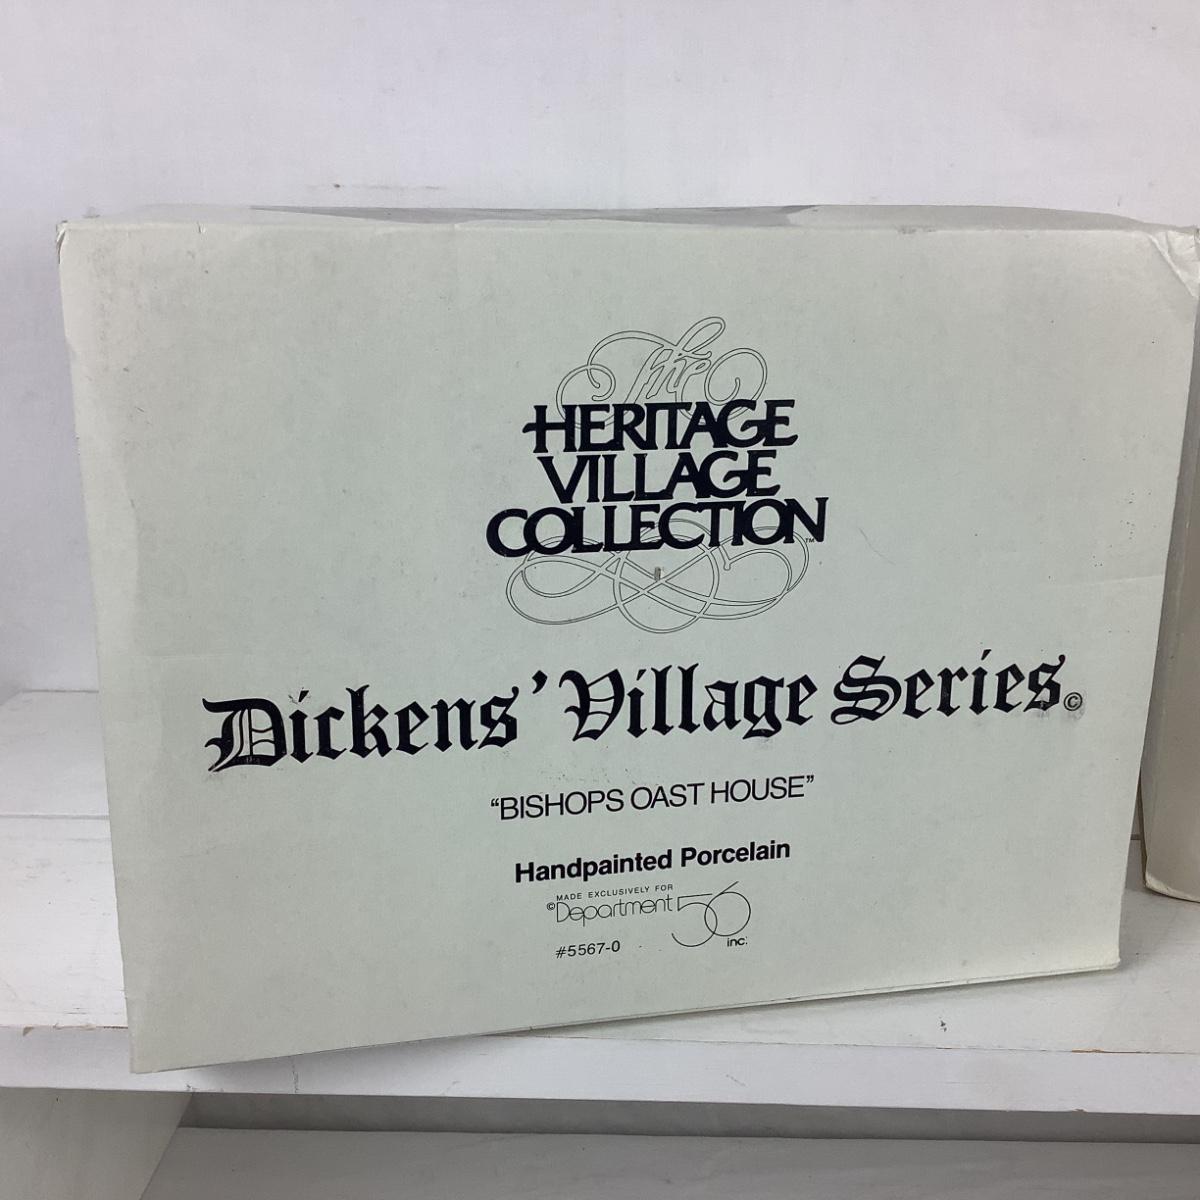 The
HERITAGE
VILLAGE
COLLECTION™
Dickens' Village Series©
“BISHOPS OAST HOUSE”
Handpainted Porcelain
MADE EXCLUSIVELY FOR
©Department 56 inc.
#5567-0